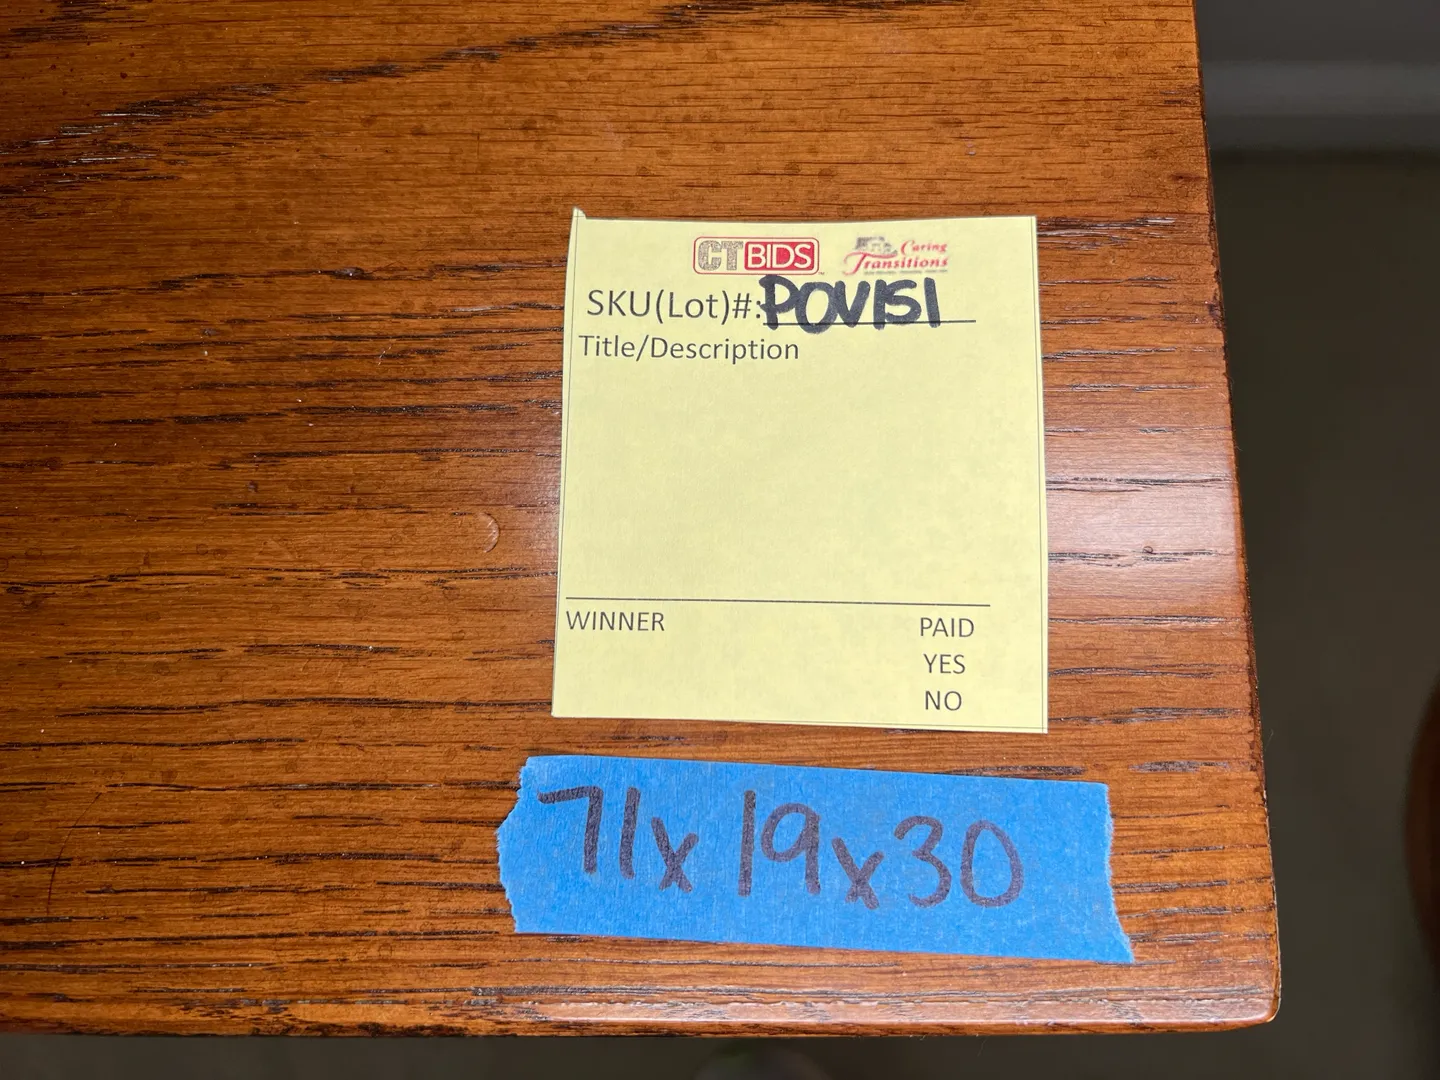 CTBIDS Caring Transitions
SKU(Lot)#: POV151
Title/Description
WINNER PAID
YES
NO
71x19x30